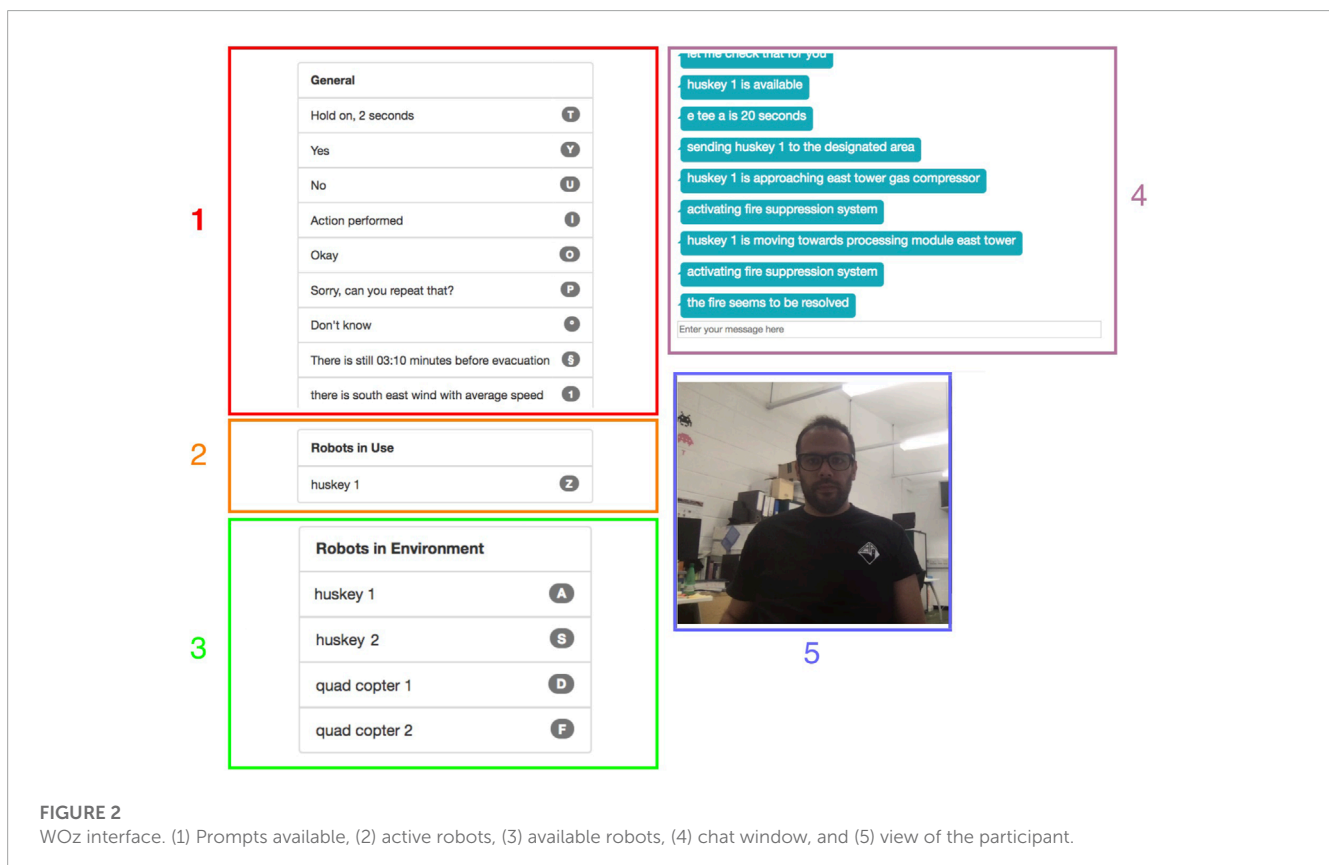 1
General
Hold on, 2 seconds T
Yes Y
No U
Action performed I
Okay O
Sorry, can you repeat that? P
Don't know °
There is still 03:10 minutes before evacuation §
there is south east wind with average speed 1
2
Robots in Use
huskey 1 Z
3
Robots in Environment
huskey 1 A
huskey 2 S
quad copter 1 D
quad copter 2 F
let me check that for you
huskey 1 is available
e tee a is 20 seconds
sending huskey 1 to the designated area
huskey 1 is approaching east tower gas compressor
activating fire suppression system
huskey 1 is moving towards processing module east tower
activating fire suppression system
the fire seems to be resolved
Enter your message here
4
5
FIGURE 2
WOz interface. (1) Prompts available, (2) active robots, (3) available robots, (4) chat window, and (5) view of the participant.